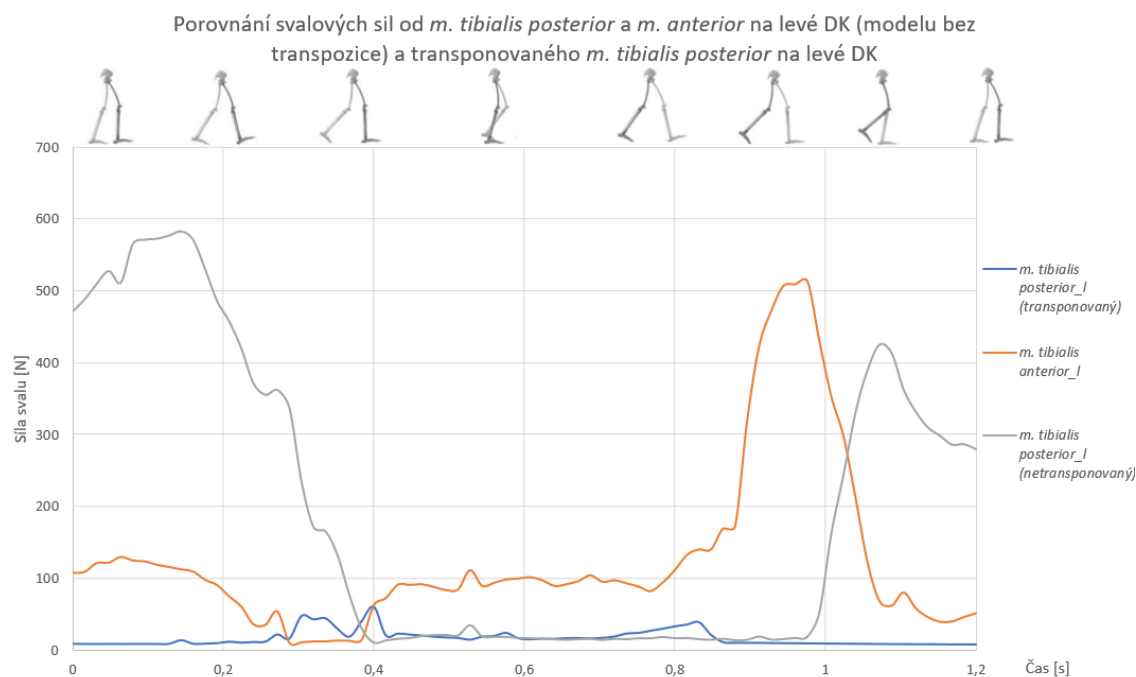 Porovnání svalových sil od m. tibialis posterior a m. anterior na levé DK (modelu bez
transpozice) a transponovaného m. tibialis posterior na levé DK
700
600
500
400
300
200
100
0
Síla svalu [N]
0
0,2
0,4
0,6
0,8
1
1,2
Čas [s]
m. tibialis
posterior_l
(transponovaný)
m. tibialis
anterior_l
m. tibialis
posterior_l
(netransponovaný)